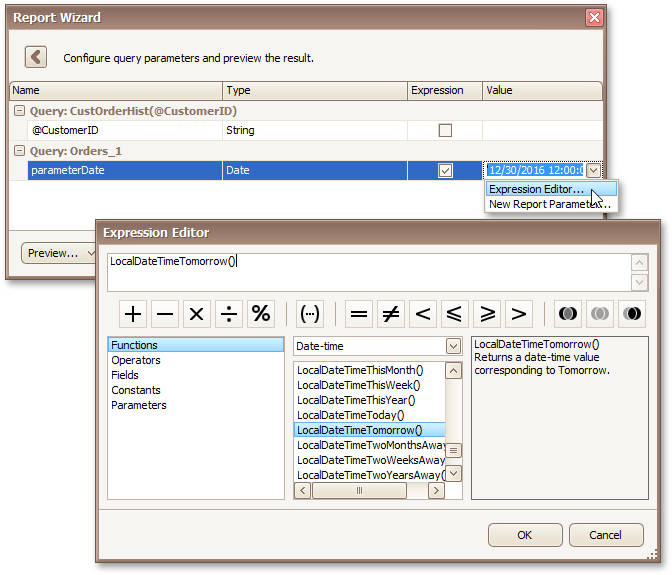 Report Wizard
Configure query parameters and preview the result.
Name Type Expression Value
Query: CustOrderHist(@CustomerID)
@CustomerID String
Query: Orders_1
parameterDate Date 12/30/2016 12:00:0
Expression Editor...
New Report Parameter...
Preview...
Expression Editor
LocalDateTimeTomorrow()
+ − × ÷ % (...) = ≠ < ≤ ≥ >
Functions
Operators
Fields
Constants
Parameters
Date-time
LocalDateTimeThisMonth()
LocalDateTimeThisWeek()
LocalDateTimeThisYear()
LocalDateTimeToday()
LocalDateTimeTomorrow()
LocalDateTimeTwoMonthsAway
LocalDateTimeTwoWeeksAway
LocalDateTimeTwoYearsAway(
LocalDateTimeTomorrow()
Returns a date-time value
corresponding to Tomorrow.
OK Cancel